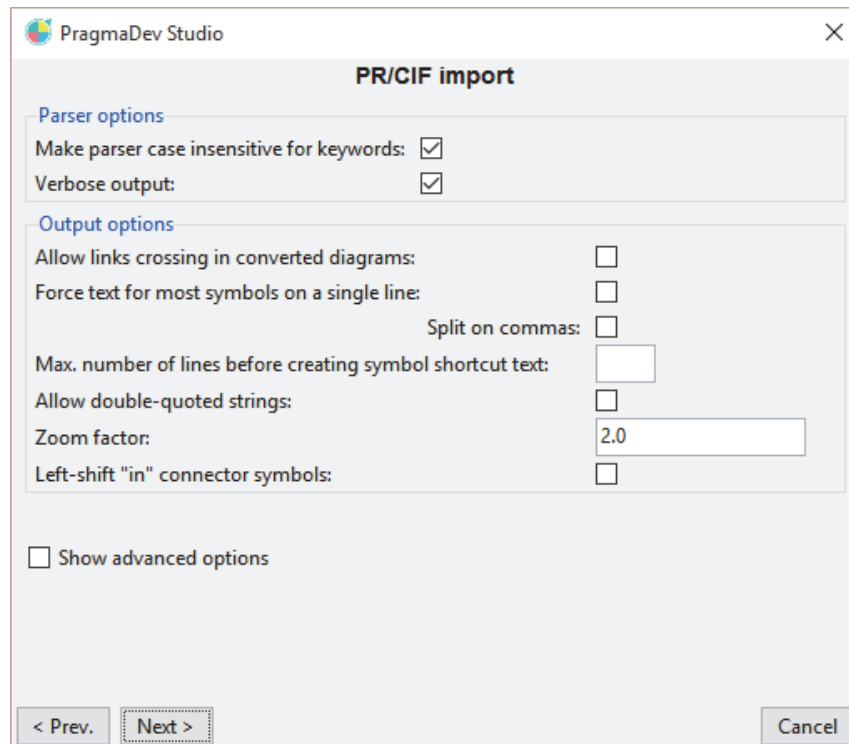 PragmaDev Studio
PR/CIF import
Parser options
Make parser case insensitive for keywords:
Verbose output:
Output options
Allow links crossing in converted diagrams:
Force text for most symbols on a single line:
Split on commas:
Max. number of lines before creating symbol shortcut text:
Allow double-quoted strings:
Zoom factor: 2.0
Left-shift "in" connector symbols:
Show advanced options
< Prev. Next > Cancel